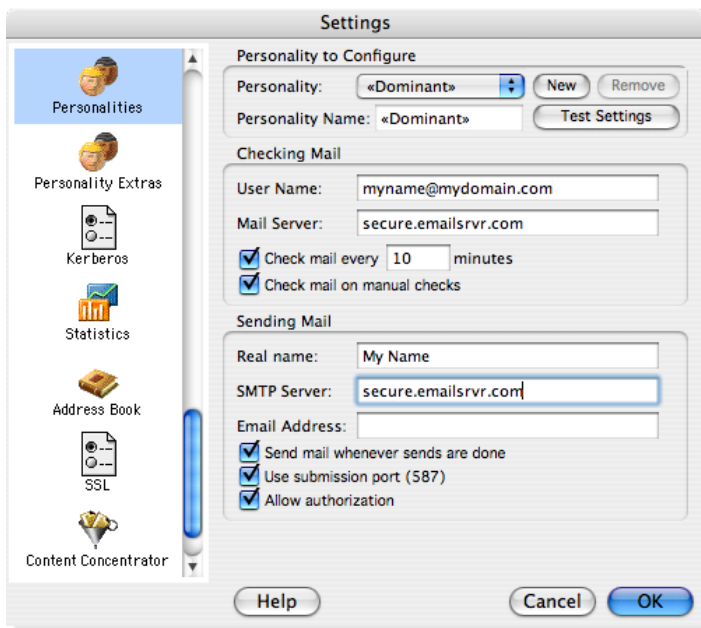 Settings
Personalities
Personality Extras
Kerberos
Statistics
Address Book
SSL
Content Concentrator
Personality to Configure
Personality: «Dominant» New Remove
Personality Name: «Dominant» Test Settings
Checking Mail
User Name: myname@mydomain.com
Mail Server: secure.emailsrvr.com
Check mail every 10 minutes
Check mail on manual checks
Sending Mail
Real name: My Name
SMTP Server: secure.emailsrvr.com
Email Address:
Send mail whenever sends are done
Use submission port (587)
Allow authorization
Help Cancel OK